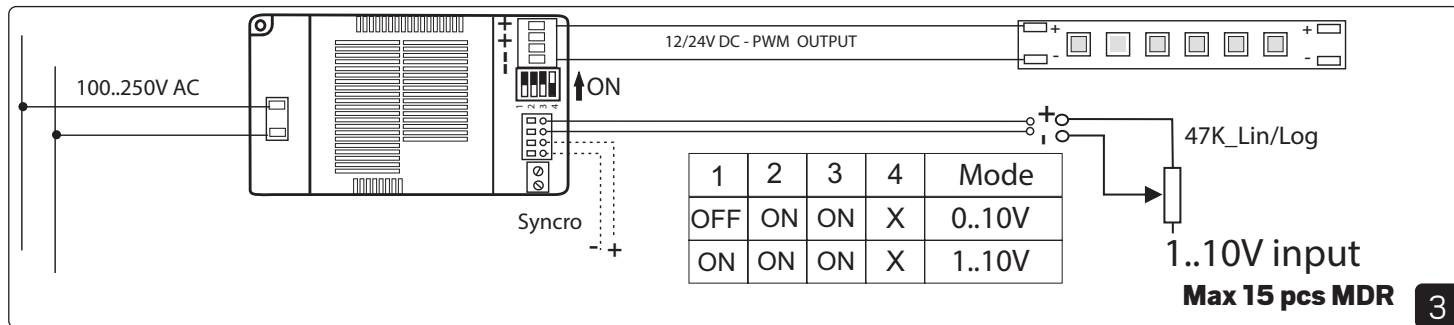 100..250V AC
+
+
-
-
12/24V DC - PWM OUTPUT
+
-
+
-
ON
1 2 3 4
+
-
47K_Lin/Log
Syncro
- +
1 2 3 4 Mode
OFF ON ON X 0..10V
ON ON ON X 1..10V
1..10V input
Max 15 pcs MDR
3